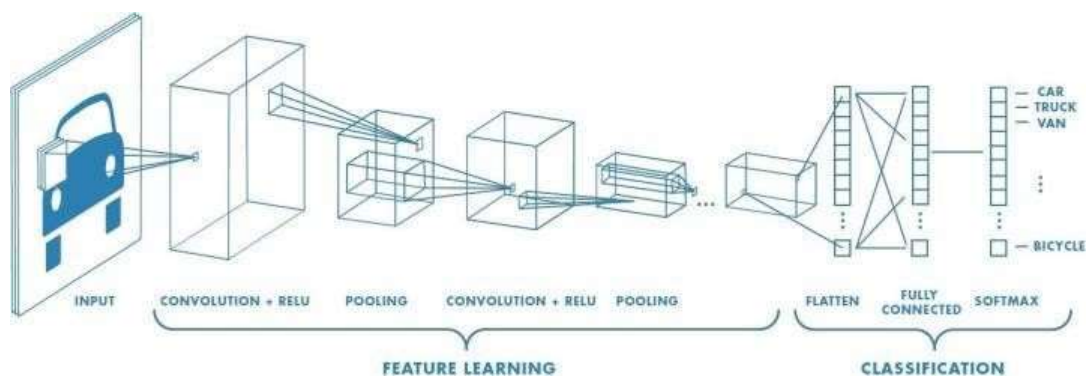 CAR
TRUCK
VAN
BICYCLE
INPUT
CONVOLUTION + RELU
POOLING
CONVOLUTION + RELU
POOLING
FLATTEN
FULLY
CONNECTED
SOFTMAX
FEATURE LEARNING
CLASSIFICATION